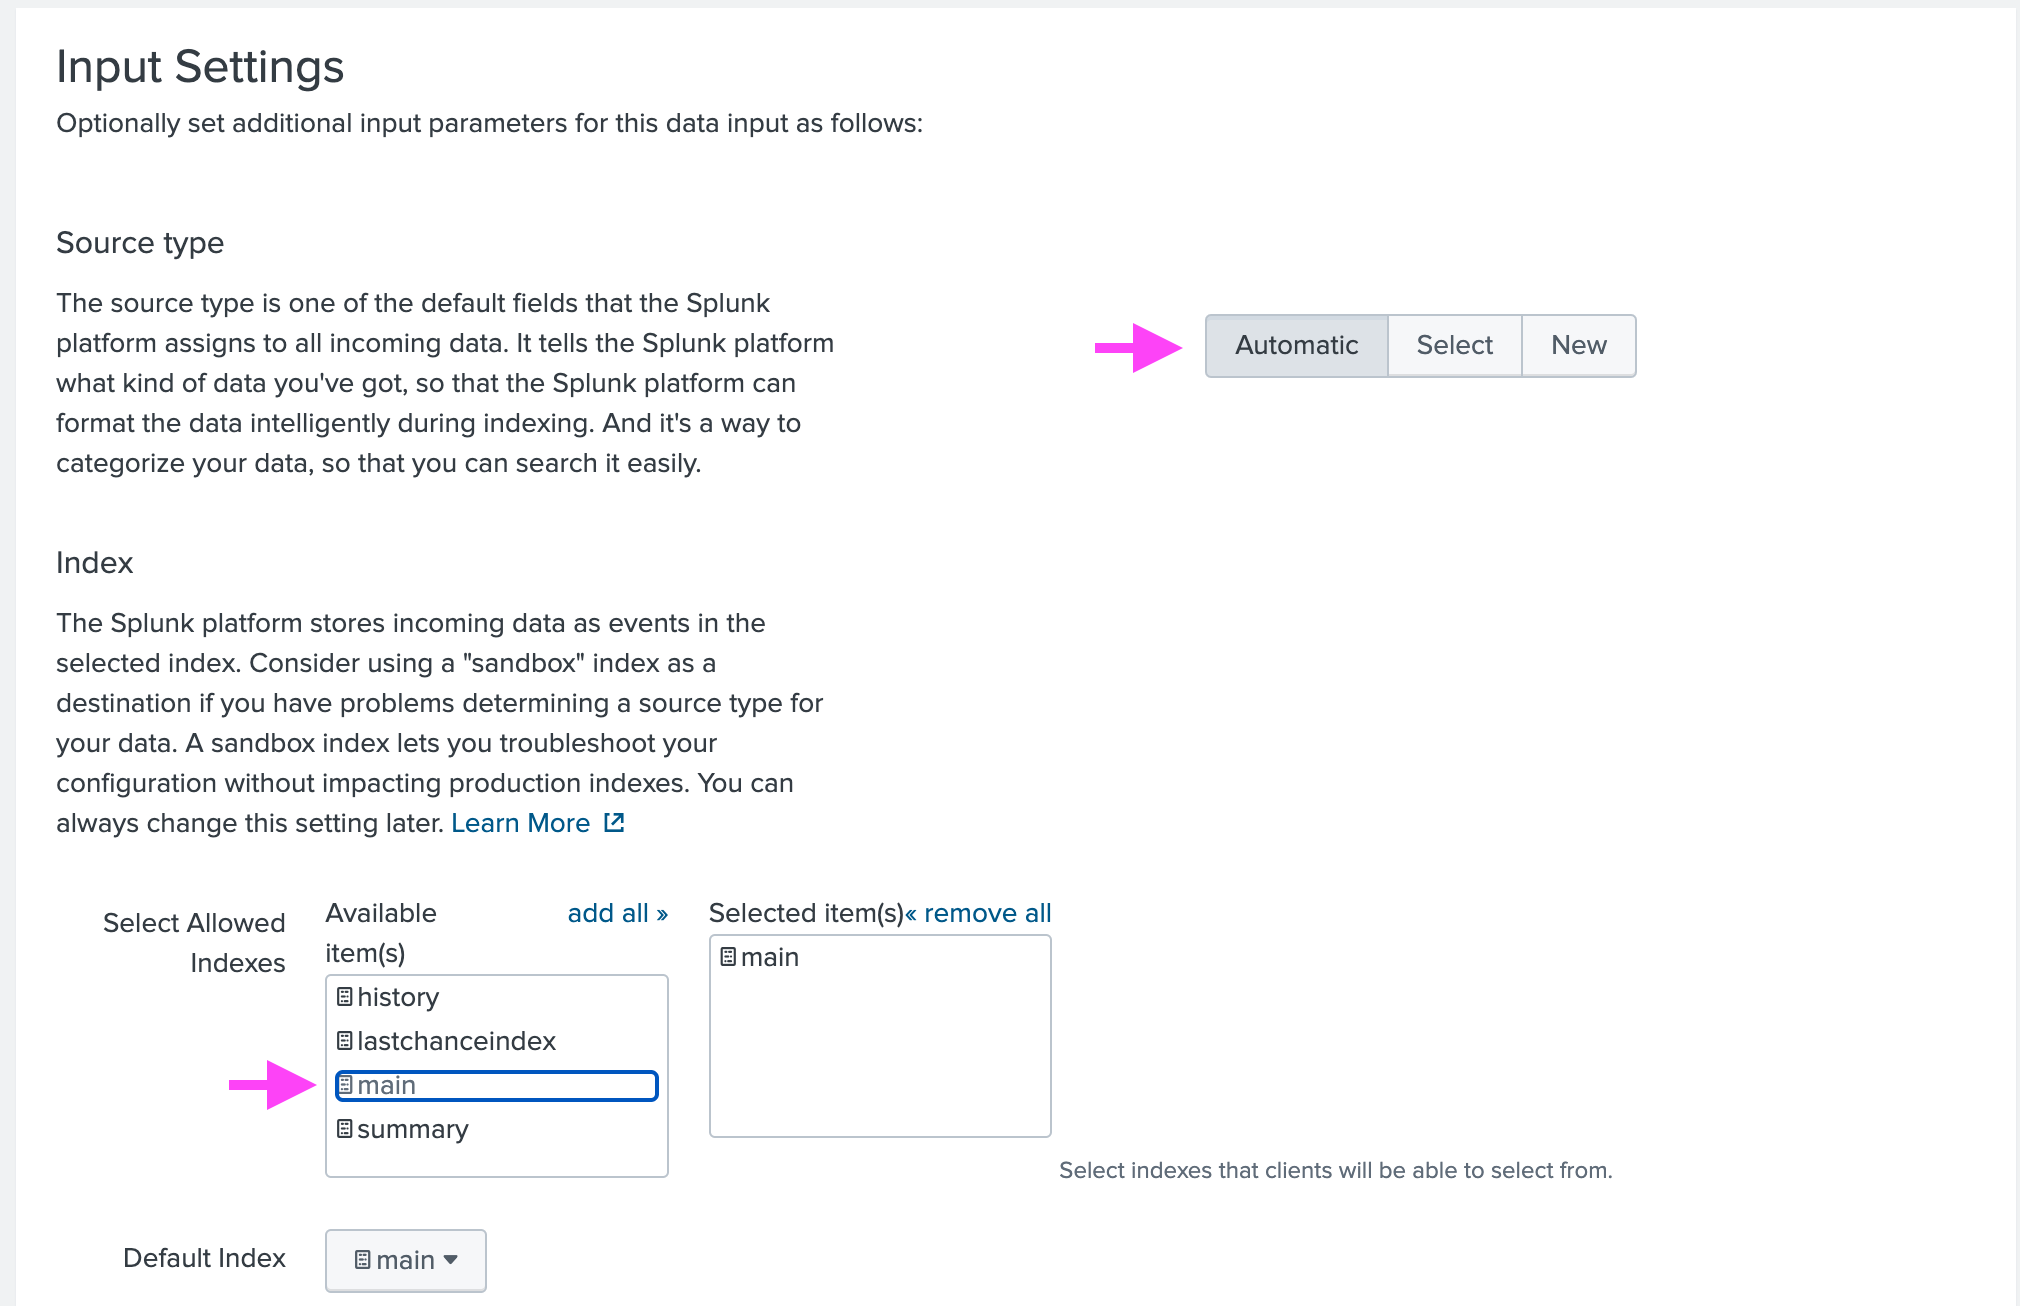 Input Settings
Optionally set additional input parameters for this data input as follows:
Source type
The source type is one of the default fields that the Splunk
platform assigns to all incoming data. It tells the Splunk platform
what kind of data you've got, so that the Splunk platform can
format the data intelligently during indexing. And it's a way to
categorize your data, so that you can search it easily.
Automatic Select New
Index
The Splunk platform stores incoming data as events in the
selected index. Consider using a "sandbox" index as a
destination if you have problems determining a source type for
your data. A sandbox index lets you troubleshoot your
configuration without impacting production indexes. You can
always change this setting later. Learn More
Select Allowed
Indexes
Available
item(s)
add all »
history
lastchanceindex
main
summary
Selected item(s)« remove all
main
Select indexes that clients will be able to select from.
Default Index
main